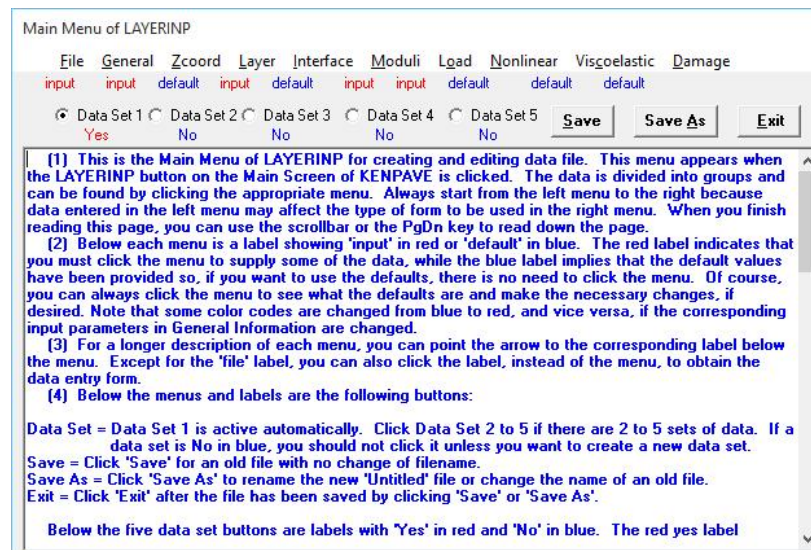 Main Menu of LAYERINP
File General Zcoord Layer Interface Moduli Load Nonlinear Viscoelastic Damage
input input default input default input input default default default
Data Set 1 Data Set 2 Data Set 3 Data Set 4 Data Set 5 Save Save As Exit
Yes No No No No
(1) This is the Main Menu of LAYERINP for creating and editing data file. This menu appears when
the LAYERINP button on the Main Screen of KENPAVE is clicked. The data is divided into groups and
can be found by clicking the appropriate menu. Always start from the left menu to the right because
data entered in the left menu may affect the type of form to be used in the right menu. When you finish
reading this page, you can use the scrollbar or the PgDn key to read down the page.
(2) Below each menu is a label showing 'input' in red or 'default' in blue. The red label indicates that
you must click the menu to supply some of the data, while the blue label implies that the default values
have been provided so, if you want to use the defaults, there is no need to click the menu. Of course,
you can always click the menu to see what the defaults are and make the necessary changes, if
desired. Note that some color codes are changed from blue to red, and vice versa, if the corresponding
input parameters in General Information are changed.
(3) For a longer description of each menu, you can point the arrow to the corresponding label below
the menu. Except for the 'file' label, you can also click the label, instead of the menu, to obtain the
data entry form.
(4) Below the menus and labels are the following buttons:
Data Set = Data Set 1 is active automatically. Click Data Set 2 to 5 if there are 2 to 5 sets of data. If a
data set is No in blue, you should not click it unless you want to create a new data set.
Save = Click 'Save' for an old file with no change of filename.
Save As = Click 'Save As' to rename the new 'Untitled' file or change the name of an old file.
Exit = Click 'Exit' after the file has been saved by clicking 'Save' or 'Save As'.
Below the five data set buttons are labels with 'Yes' in red and 'No' in blue. The red yes label